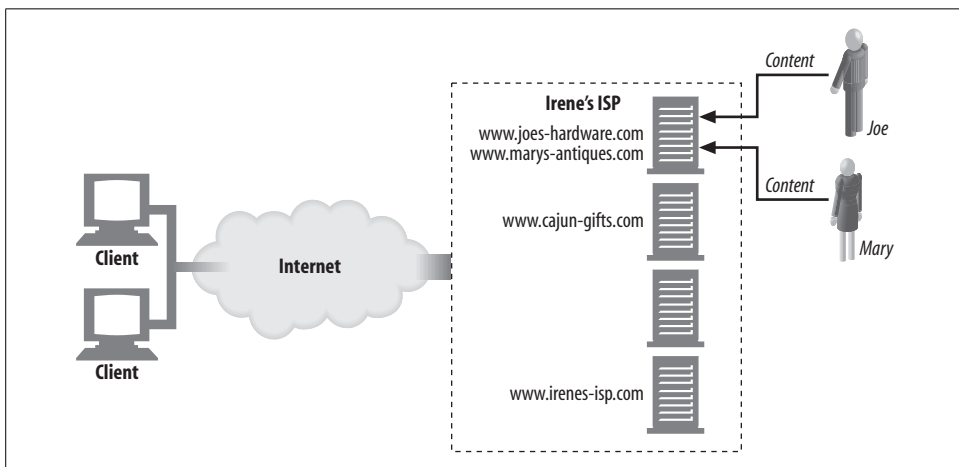 Client
Client
Internet
Irene’s ISP
www.joes-hardware.com
www.marys-antiques.com
www.cajun-gifts.com
www.irenes-isp.com
Content
Joe
Content
Mary